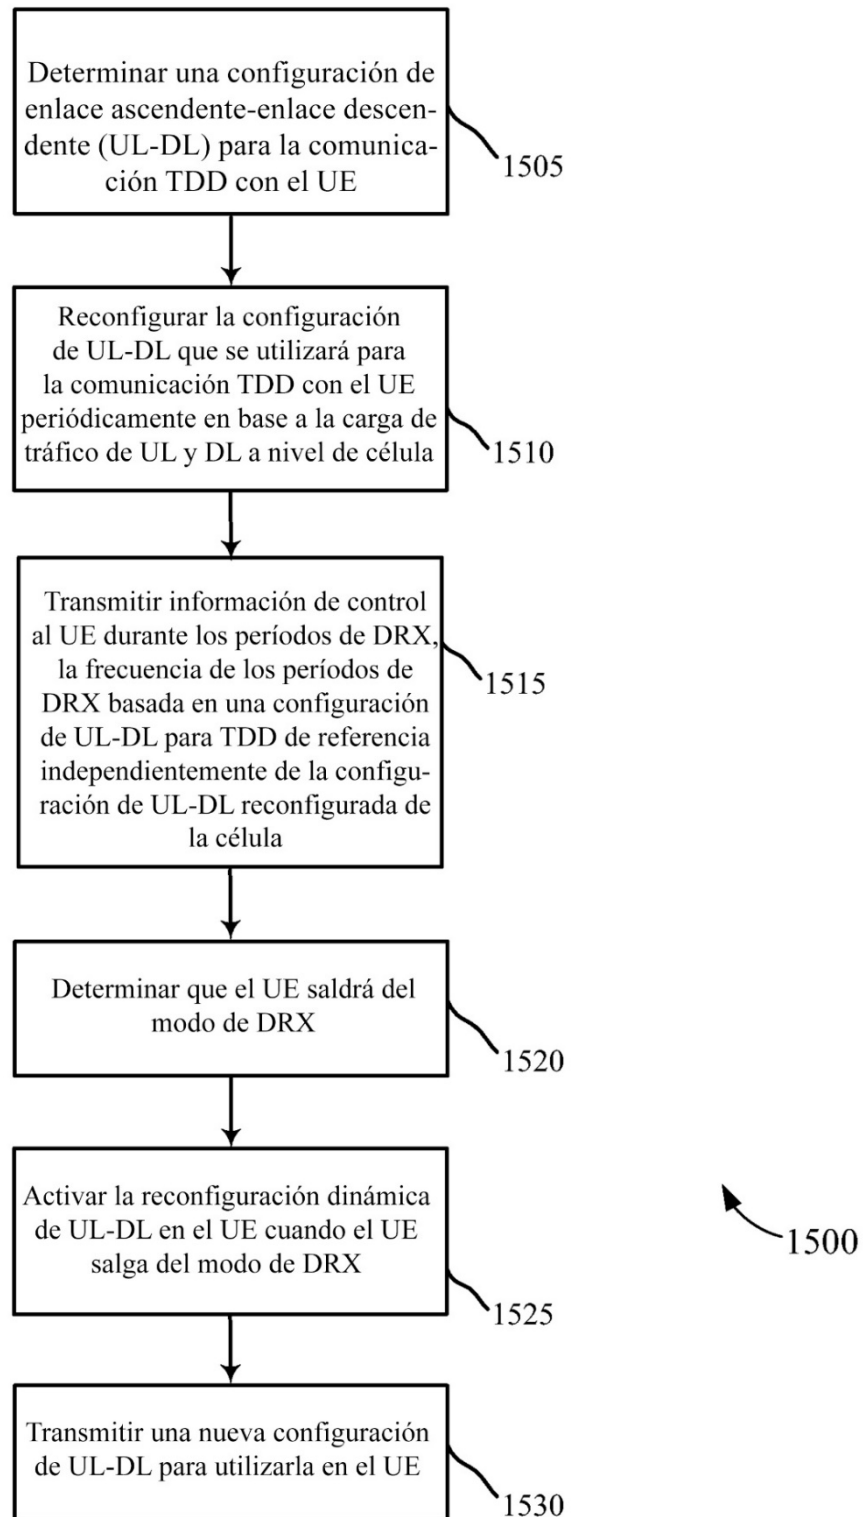 Determinar una configuración de
enlace ascendente-enlace descen-
dente (UL-DL) para la comunica-
ción TDD con el UE
1505
Reconfigurar la configuración
de UL-DL que se utilizará para
la comunicación TDD con el UE
periódicamente en base a la carga de
tráfico de UL y DL a nivel de célula
1510
Transmitir información de control
al UE durante los períodos de DRX,
la frecuencia de los períodos de
DRX basada en una configuración
de UL-DL para TDD de referencia
independientemente de la configu-
ración de UL-DL reconfigurada de
la célula
1515
Determinar que el UE saldrá del
modo de DRX
1520
Activar la reconfiguración dinámica
de UL-DL en el UE cuando el UE
salga del modo de DRX
1525
1500
Transmitir una nueva configuración
de UL-DL para utilizarla en el UE
1530